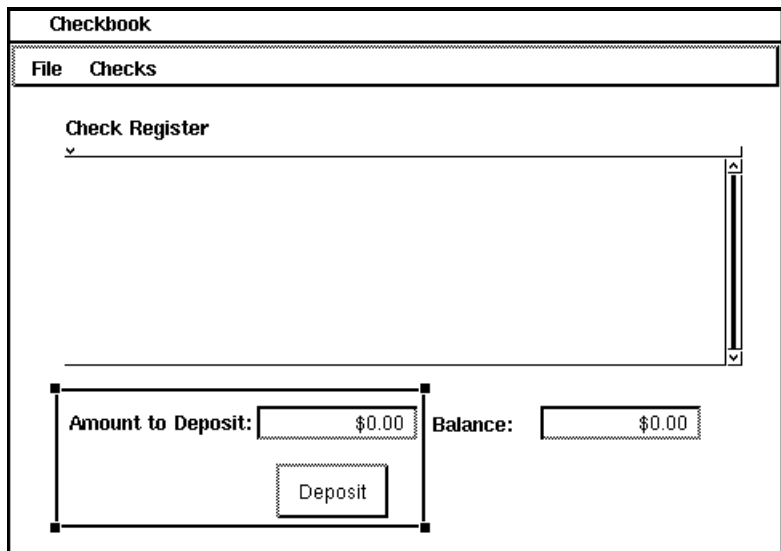 Checkbook
File Checks
Check Register
Amount to Deposit: $0.00 Balance: $0.00
Deposit